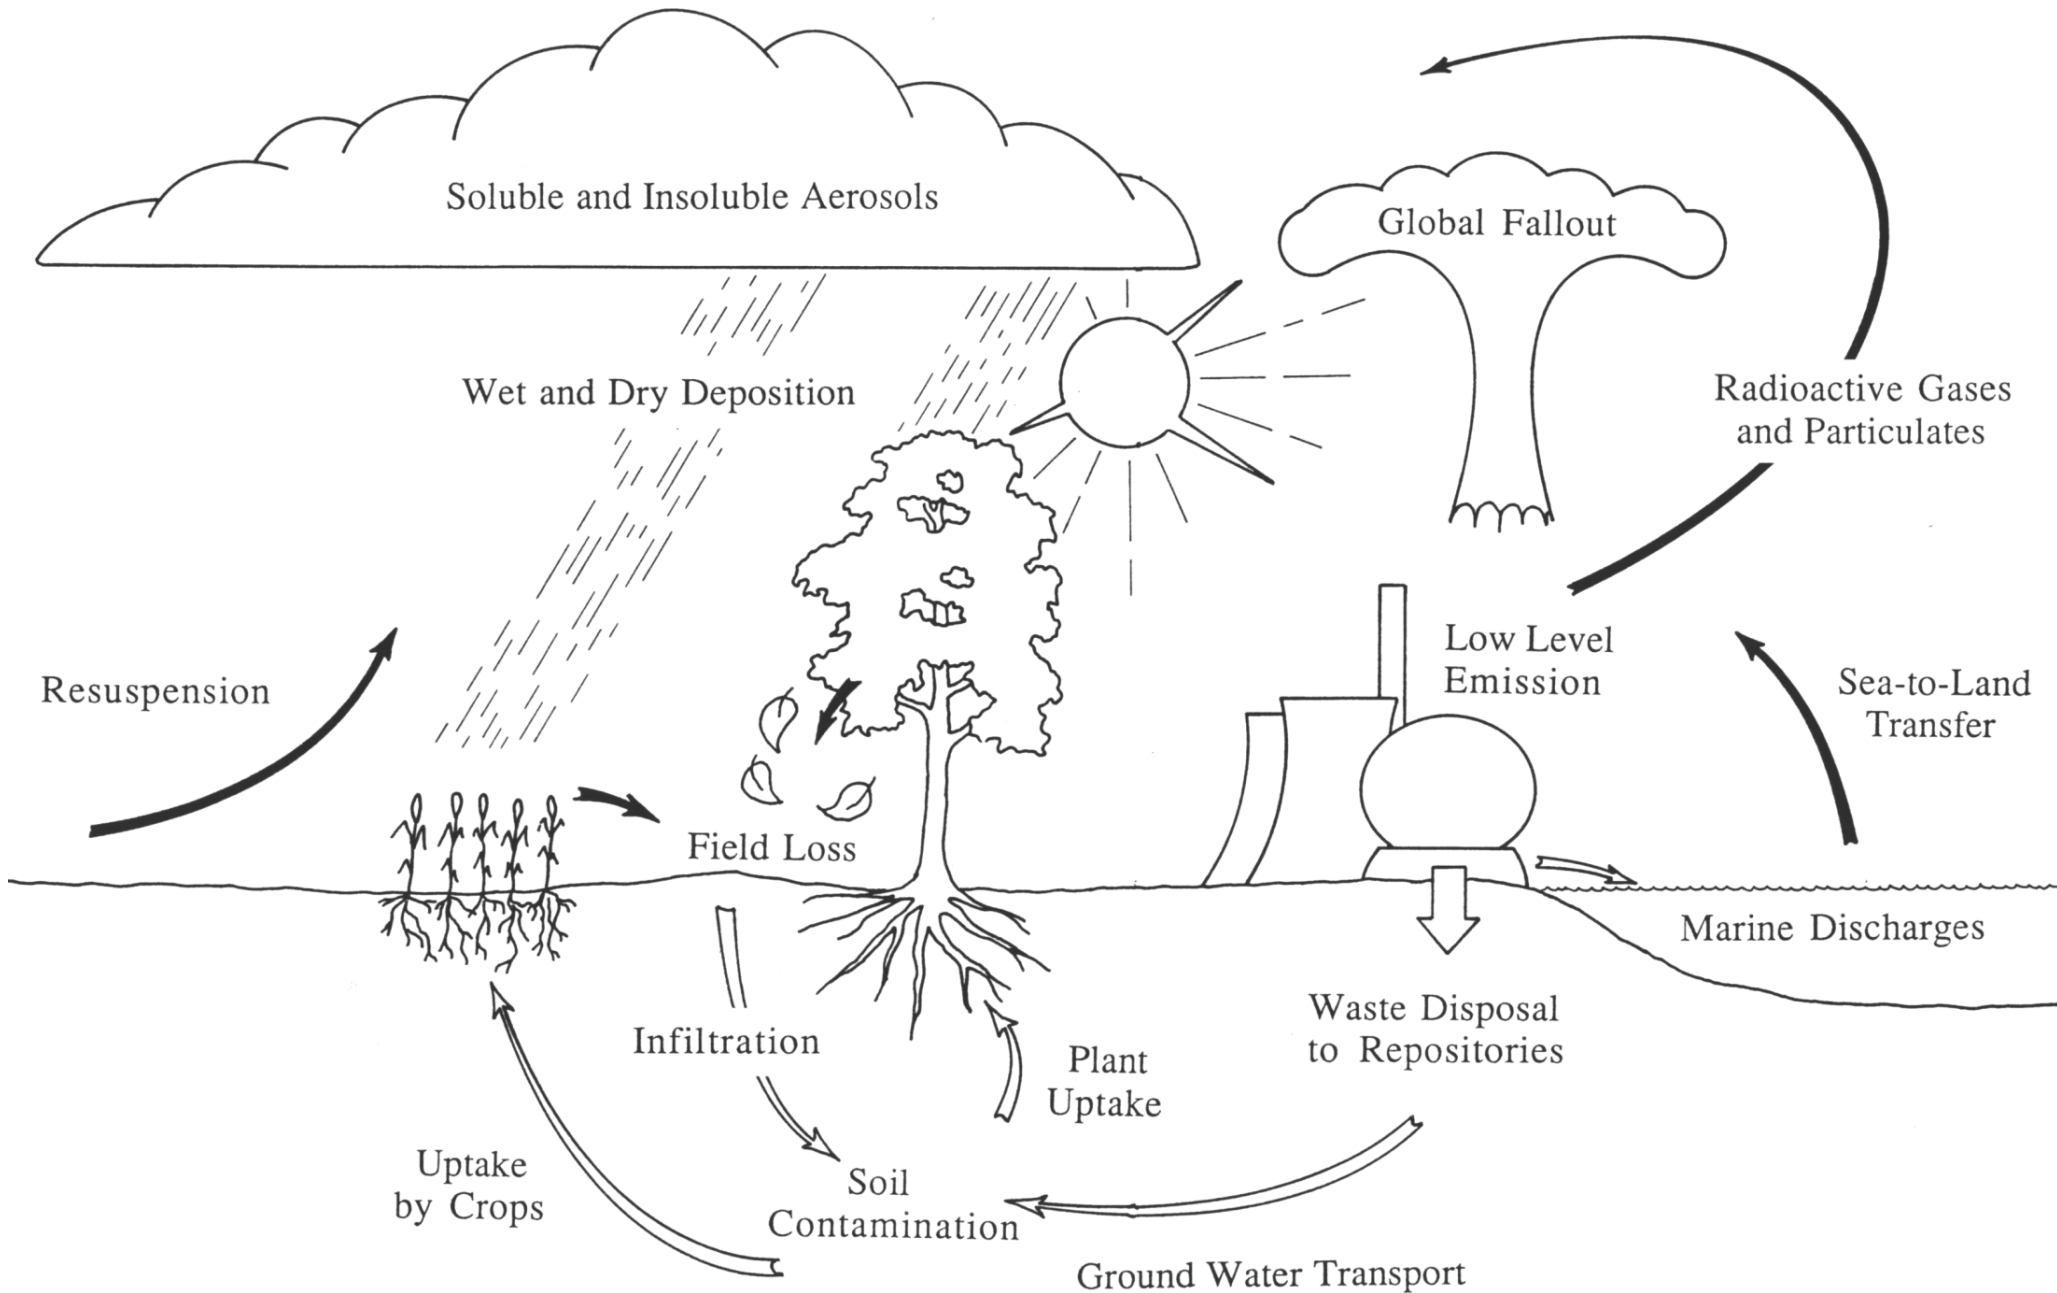 Soluble and Insoluble Aerosols
Global Fallout
Wet and Dry Deposition
Radioactive Gases
and Particulates
Resuspension
Low Level
Emission
Sea-to-Land
Transfer
Field Loss
Marine Discharges
Infiltration
Plant
Uptake
Waste Disposal
to Repositories
Uptake
by Crops
Soil
Contamination
Ground Water Transport